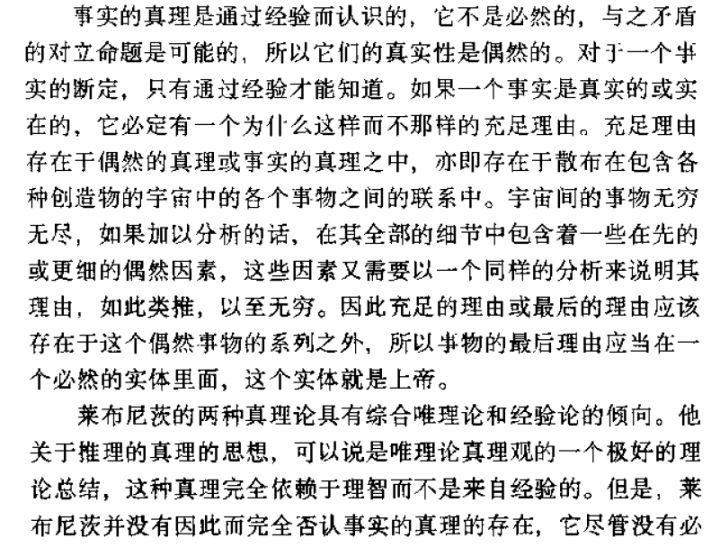 事实的真理是通过经验而认识的，它不是必然的，与之矛盾
的对立命题是可能的，所以它们的真实性是偶然的。对于一个事
实的断定，只有通过经验才能知道。如果一个事实是真实的或实
在的，它必定有一个为什么这样而不那样的充足理由。充足理由
存在于偶然的真理或事实的真理之中，亦即存在于散布在包含各
种创造物的宇宙中的各个事物之间的联系中。宇宙间的事物无穷
无尽，如果加以分析的话，在其全部的细节中包含着一些在先的
或更细的偶然因素，这些因素又需要以一个同样的分析来说明其
理由，如此类推，以至无穷。因此充足的理由或最后的理由应该
存在于这个偶然事物的系列之外，所以事物的最后理由应当在一
个必然的实体里面，这个实体就是上帝。
莱布尼茨的两种真理论具有综合唯理论和经验论的倾向。他
关于推理的真理的思想，可以说是唯理论真理观的一个极好的理
论总结，这种真理完全依赖于理智而不是来自经验的。但是，莱
布尼茨并没有因此而完全否认事实的真理的存在，它尽管没有必